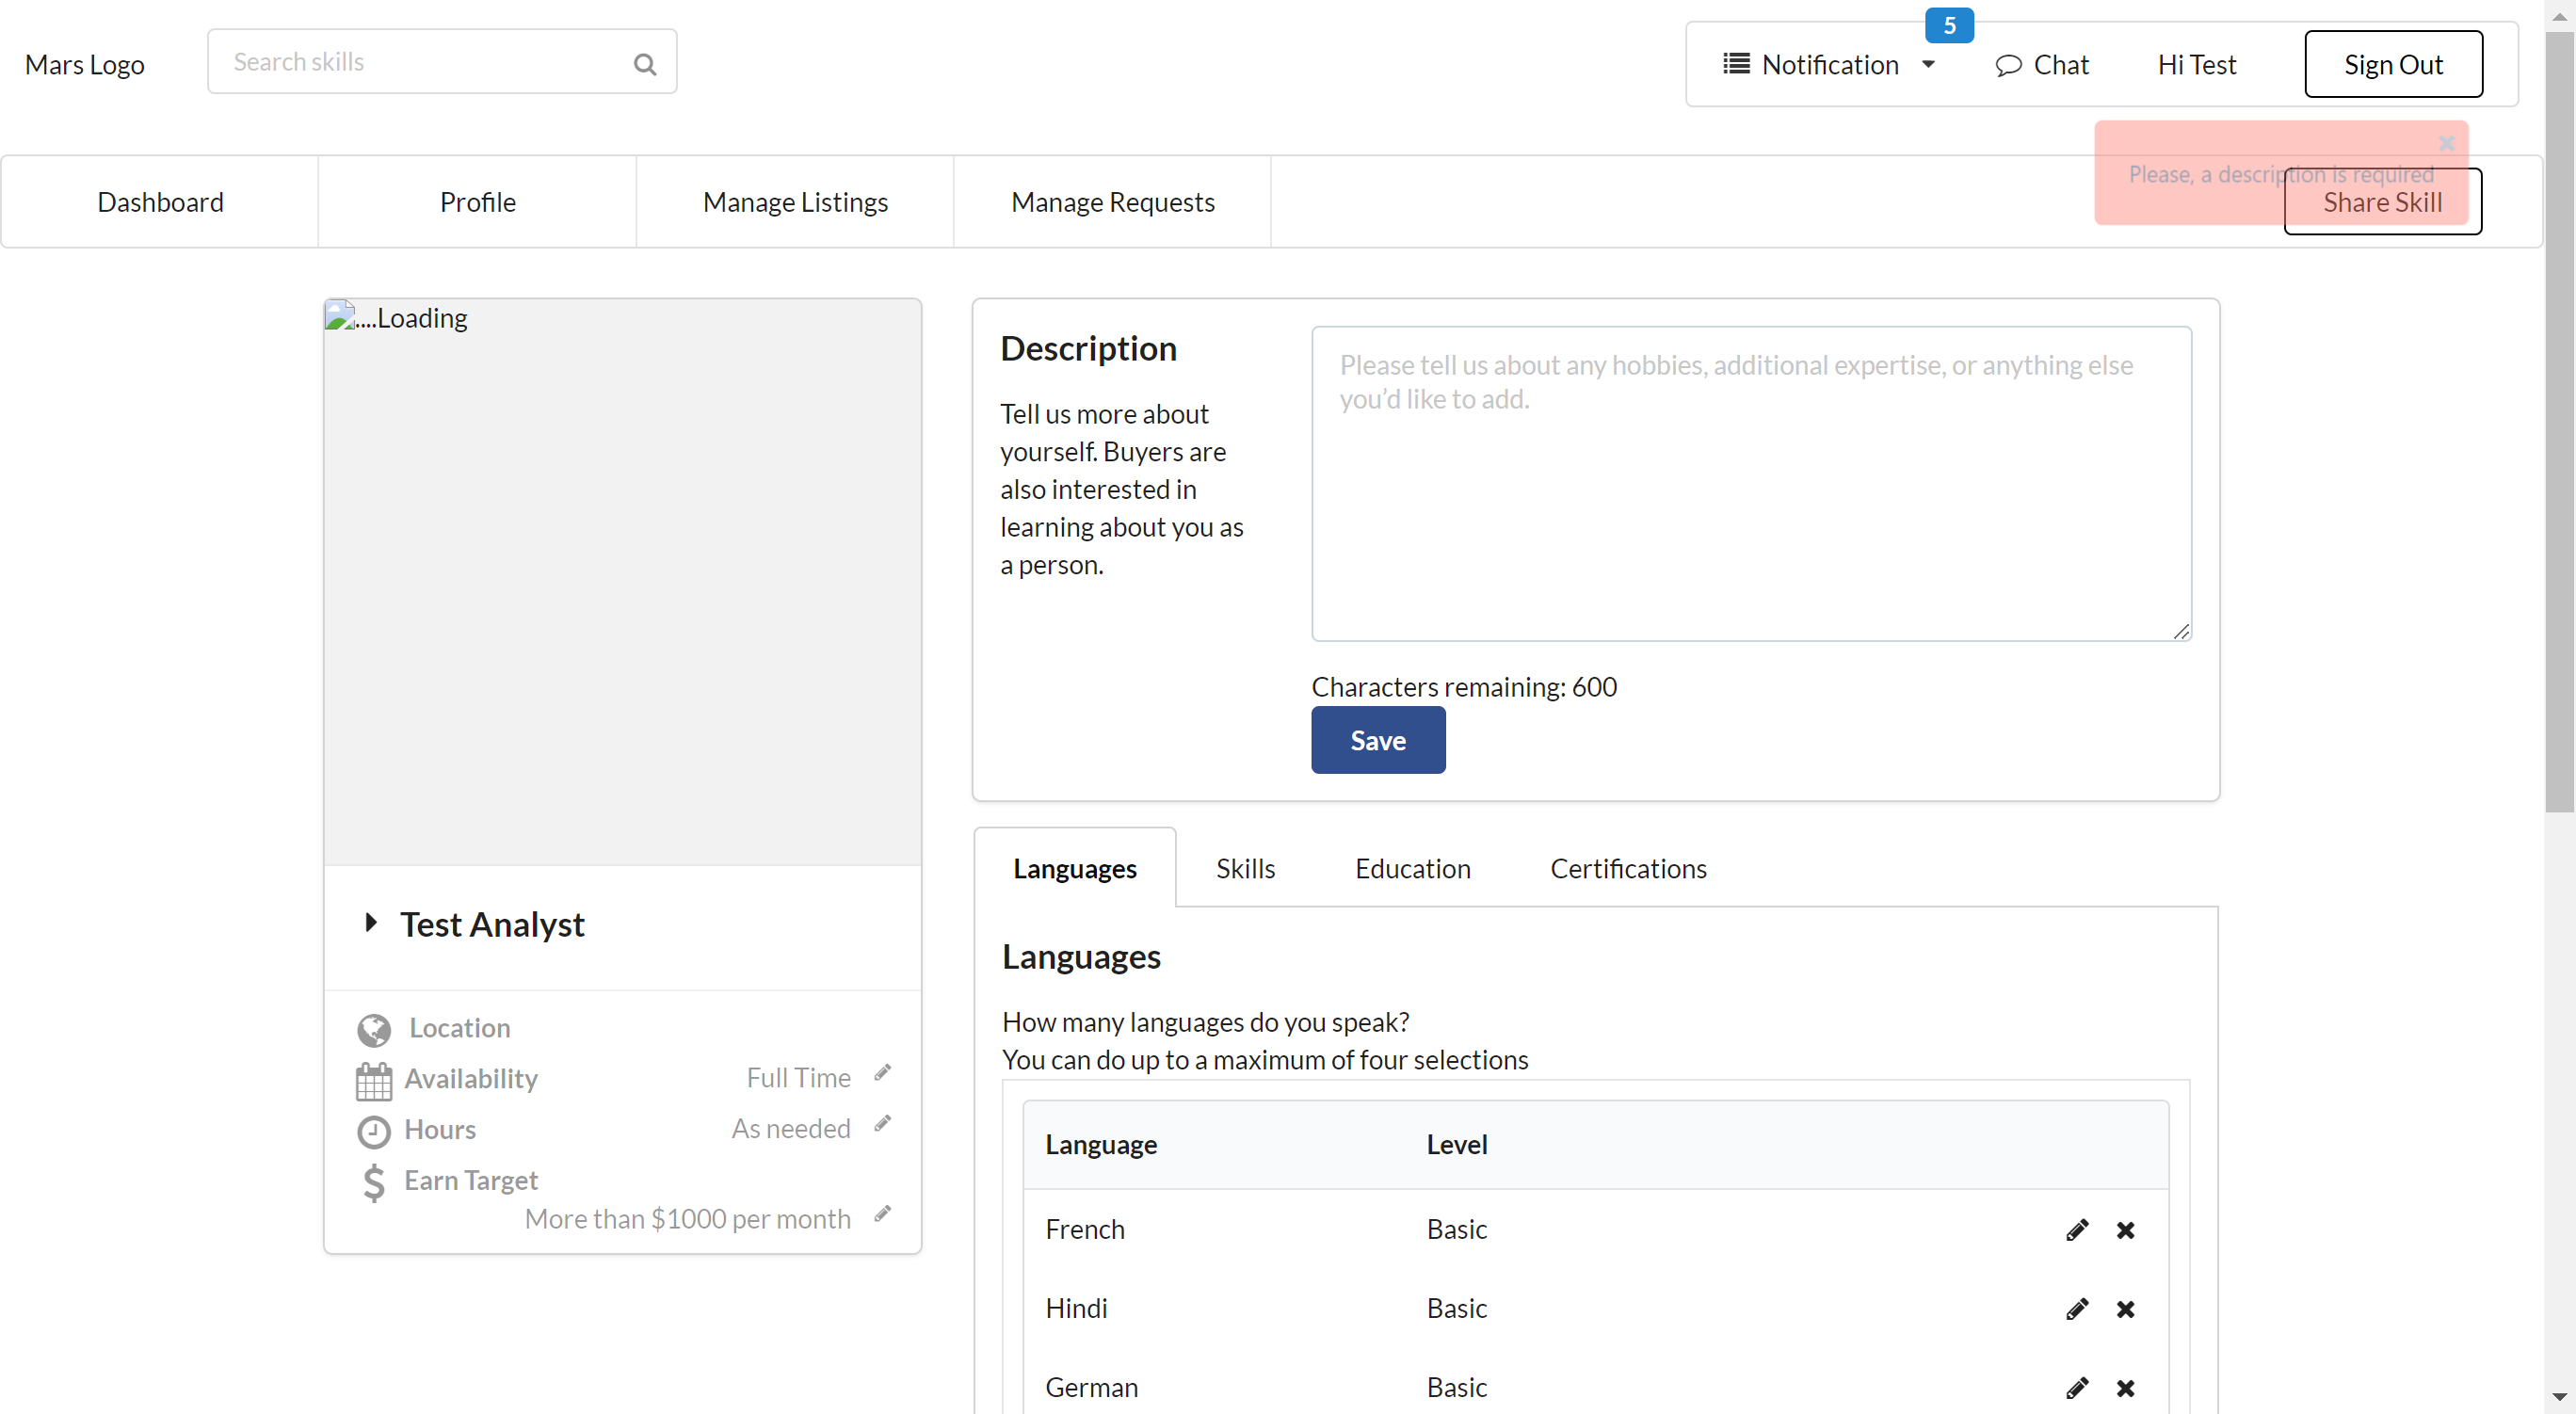 Mars Logo
Search skills
5
Notification
Chat
Hi Test
Sign Out
Please, a description is required
Dashboard
Profile
Manage Listings
Manage Requests
Share Skill
....Loading
Description
Tell us more about
yourself. Buyers are
also interested in
learning about you as
a person.
Please tell us about any hobbies, additional expertise, or anything else
you'd like to add.
Characters remaining: 600
Save
Test Analyst
Location
Availability
Full Time
Hours
As needed
Earn Target
More than $1000 per month
Languages
Skills
Education
Certifications
Languages
How many languages do you speak?
You can do up to a maximum of four selections
Language
Level
French
Basic
Hindi
Basic
German
Basic